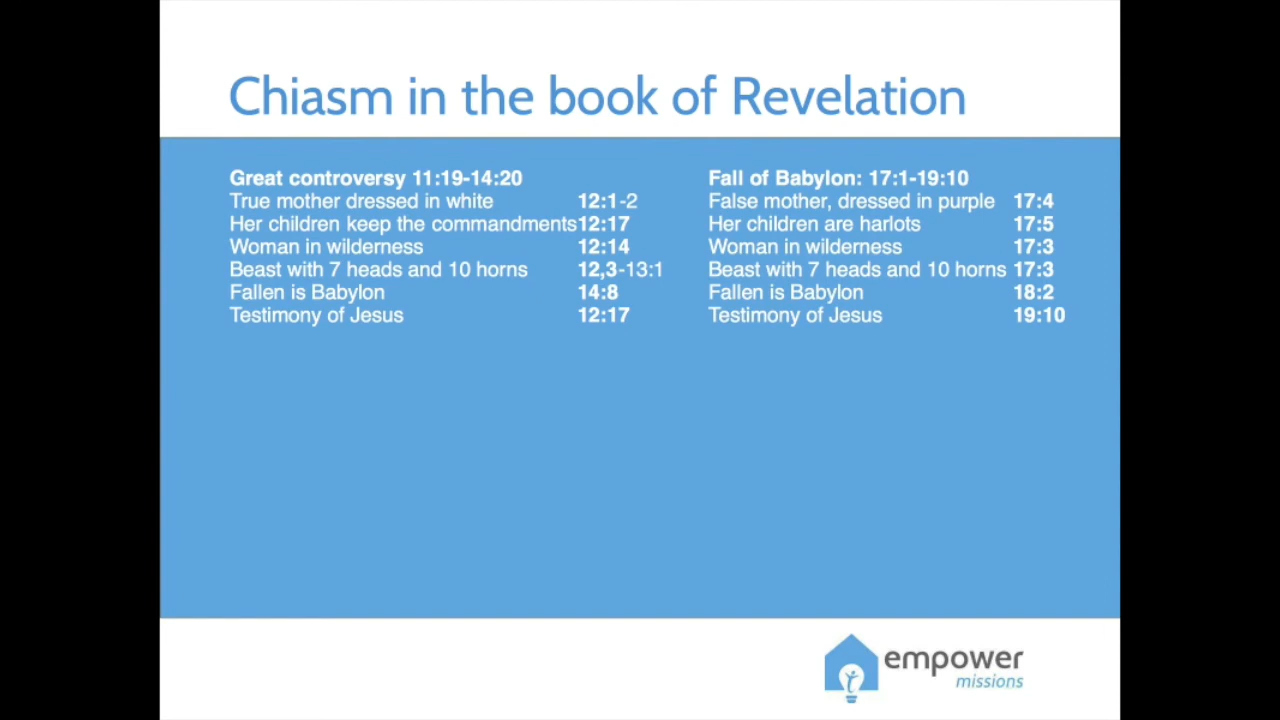 Chiasm in the book of Revelation
Great controversy 11:19-14:20
True mother dressed in white 12:1-2
Her children keep the commandments12:17
Woman in wilderness 12:14
Beast with 7 heads and 10 horns 12,3-13:1
Fallen is Babylon 14:8
Testimony of Jesus 12:17
Fall of Babylon: 17:1-19:10
False mother, dressed in purple 17:4
Her children are harlots 17:5
Woman in wilderness 17:3
Beast with 7 heads and 10 horns 17:3
Fallen is Babylon 18:2
Testimony of Jesus 19:10
empower
missions